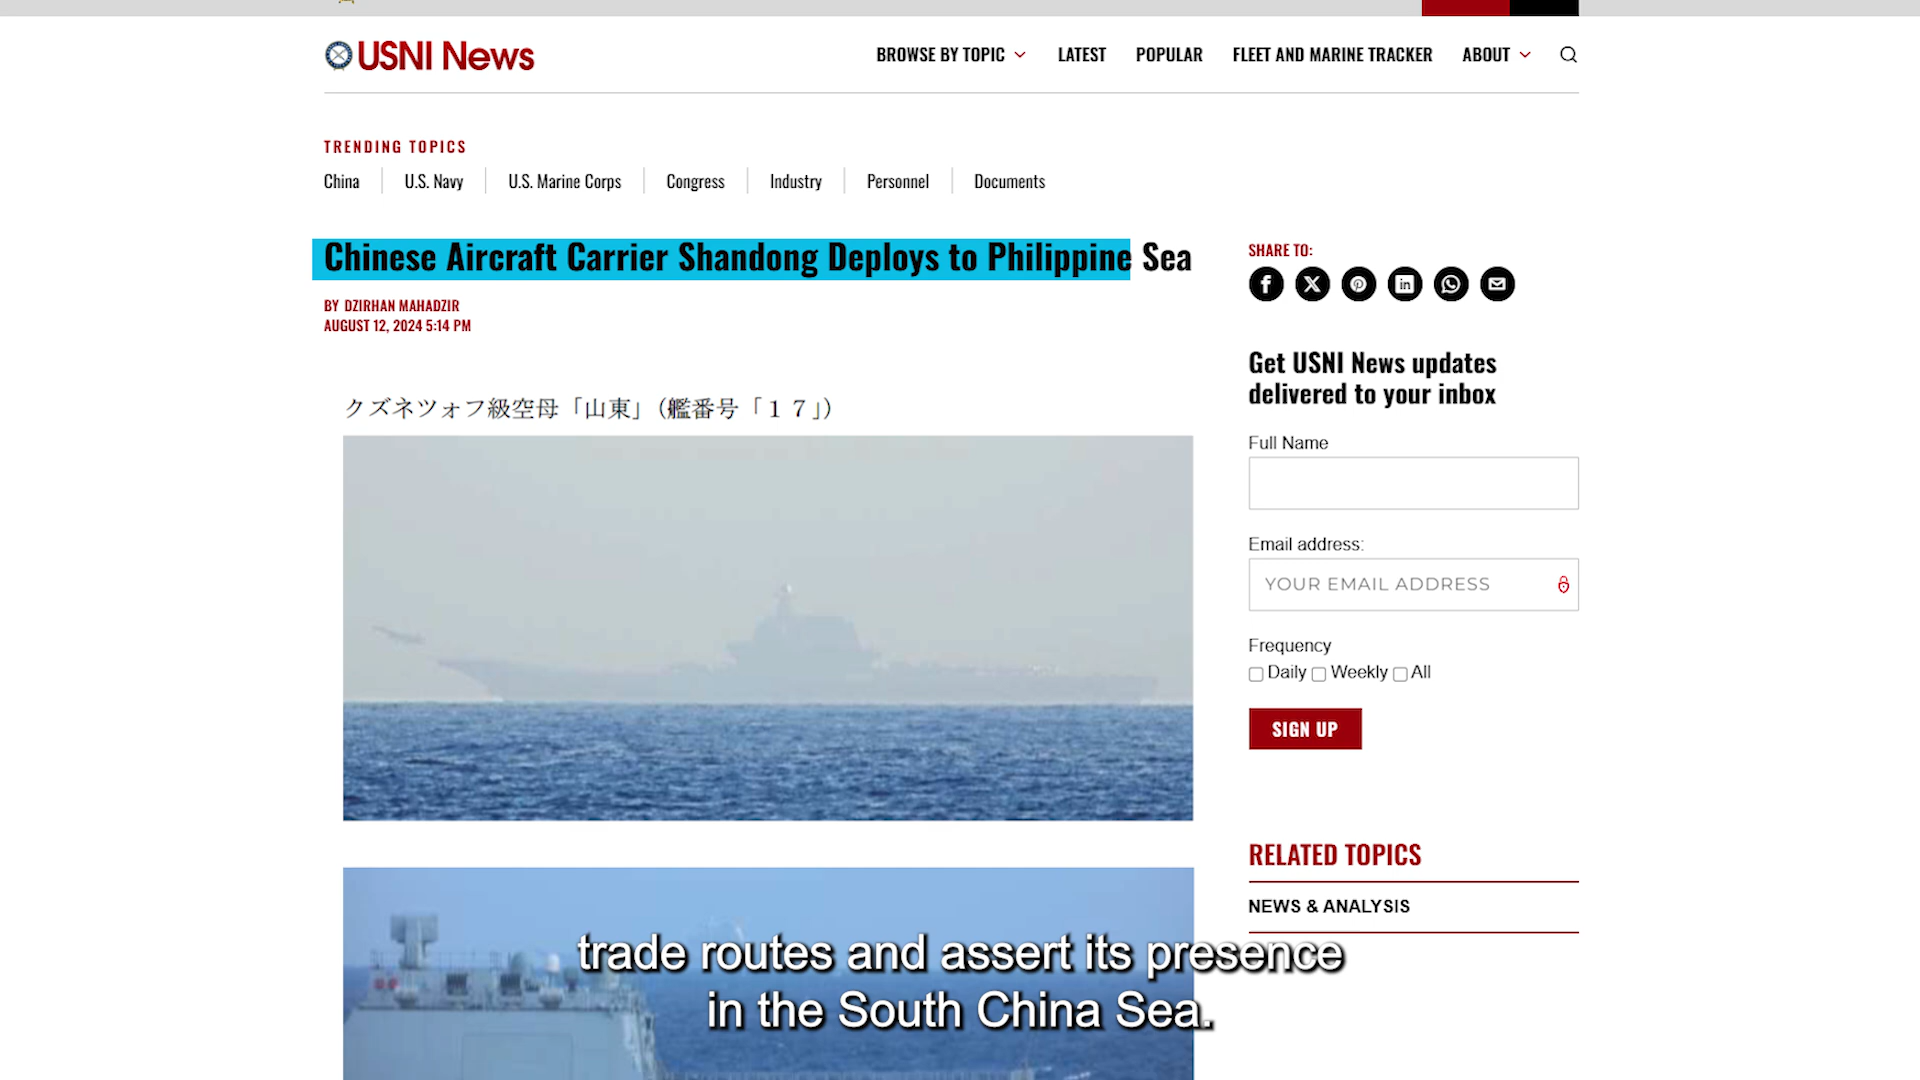 USNI News
BROWSE BY TOPIC
LATEST
POPULAR
FLEET AND MARINE TRACKER
ABOUT
TRENDING TOPICS
China
U.S. Navy
U.S. Marine Corps
Congress
Industry
Personnel
Documents
Chinese Aircraft Carrier Shandong Deploys to Philippine Sea
BY DZIRHAN MAHADZIR
AUGUST 12, 2024 5:14 PM
クズネツォフ級空母「山東」（艦番号「１７」）
SHARE TO:
Get USNI News updates
delivered to your inbox
Full Name
Email address:
YOUR EMAIL ADDRESS
Frequency
Daily Weekly All
SIGN UP
RELATED TOPICS
NEWS & ANALYSIS
trade routes and assert its presence
in the South China Sea.